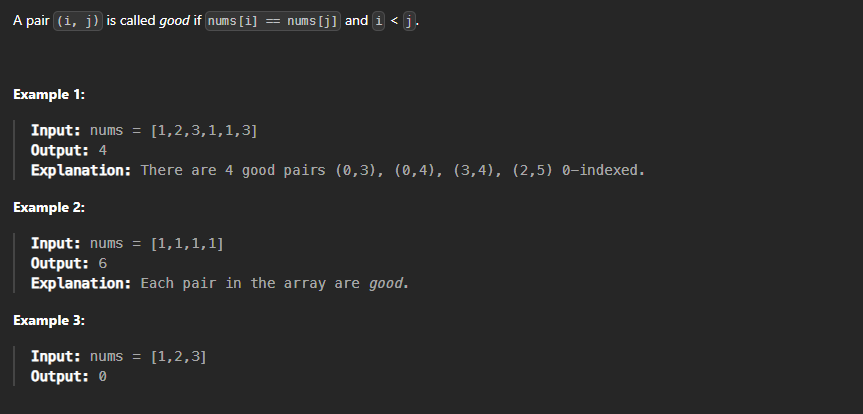 A pair (i, j) is called good if nums[i] == nums[j] and i < j.
Example 1:
Input: nums = [1,2,3,1,1,3]
Output: 4
Explanation: There are 4 good pairs (0,3), (0,4), (3,4), (2,5) 0-indexed.
Example 2:
Input: nums = [1,1,1,1]
Output: 6
Explanation: Each pair in the array are good.
Example 3:
Input: nums = [1,2,3]
Output: 0